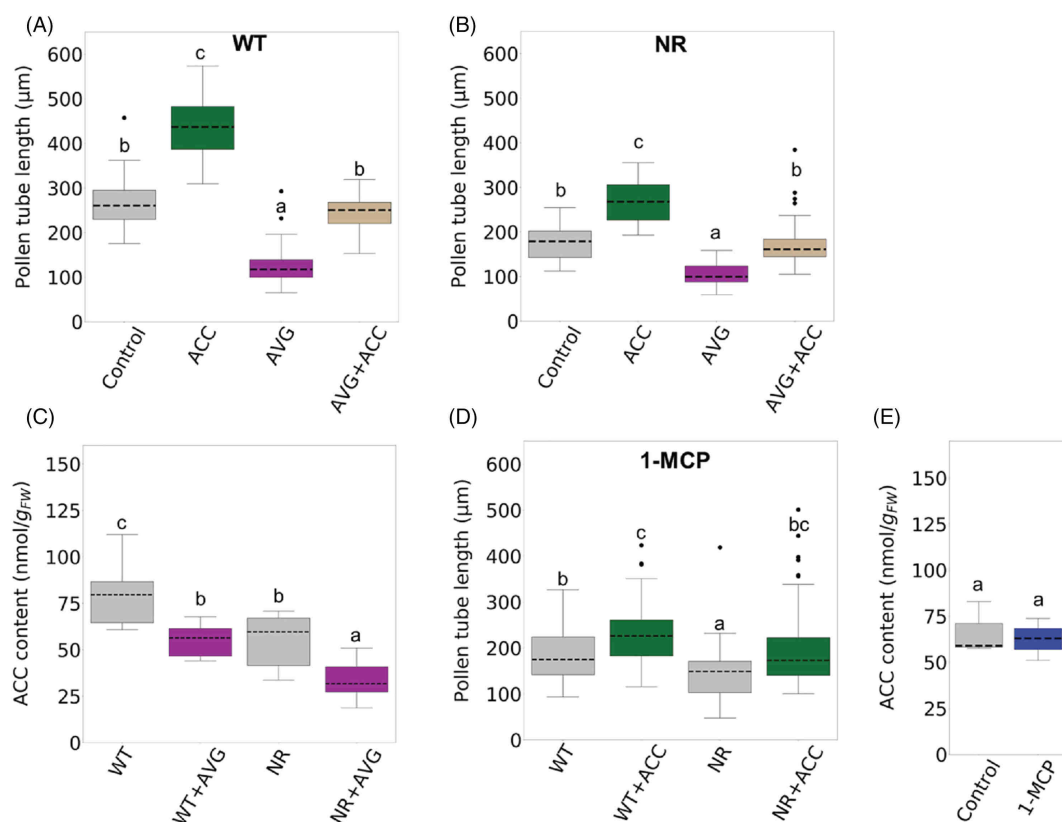 (A)
WT
Pollen tube length (μm)
600
500
400
300
200
100
0
b
c
a
b
Control
ACC
AVG
AVG+ACC
(B)
NR
Pollen tube length (μm)
600
500
400
300
200
100
0
b
c
a
b
Control
ACC
AVG
AVG+ACC
(C)
ACC content (nmol/gFW)
150
125
100
75
50
25
0
c
b
b
a
WT
WT+AVG
NR
NR+AVG
(D)
1-MCP
Pollen tube length (μm)
600
500
400
300
200
100
0
b
c
a
bc
WT
WT+ACC
NR
NR+ACC
(E)
ACC content (nmol/gFW)
150
125
100
75
50
25
0
a
a
Control
1-MCP